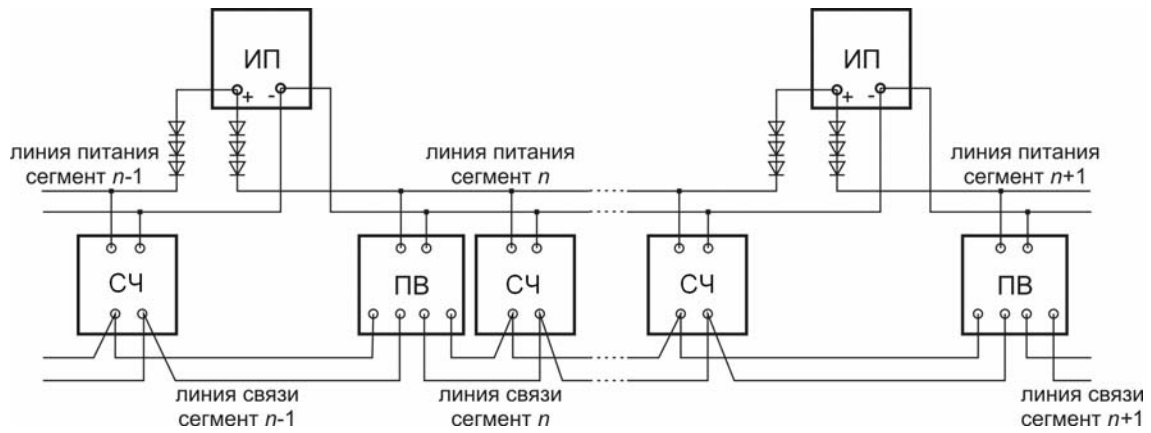 ИП
ИП
+ -
+ -
линия питания
сегмент n-1
линия питания
сегмент n
линия питания
сегмент n+1
СЧ
ПВ
СЧ
СЧ
ПВ
линия связи
сегмент n-1
линия связи
сегмент n
линия связи
сегмент n+1